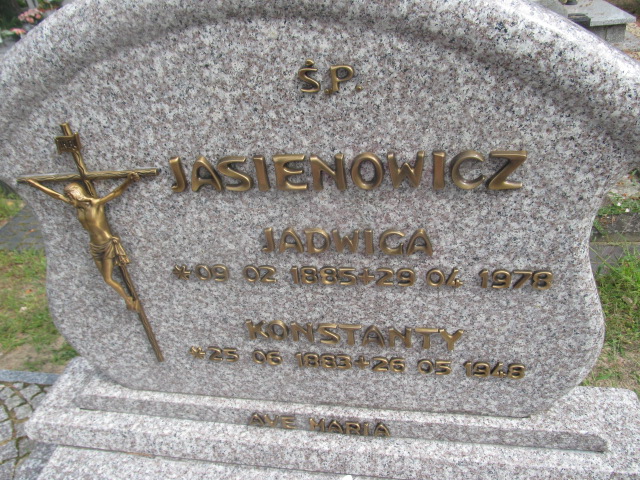 Ś.P.
JASIENOWICZ
JADWIGA
*09 02 1885+29 04 1978
KONSTANTY
*25 06 1883+26 05 1948
AVE MARIA